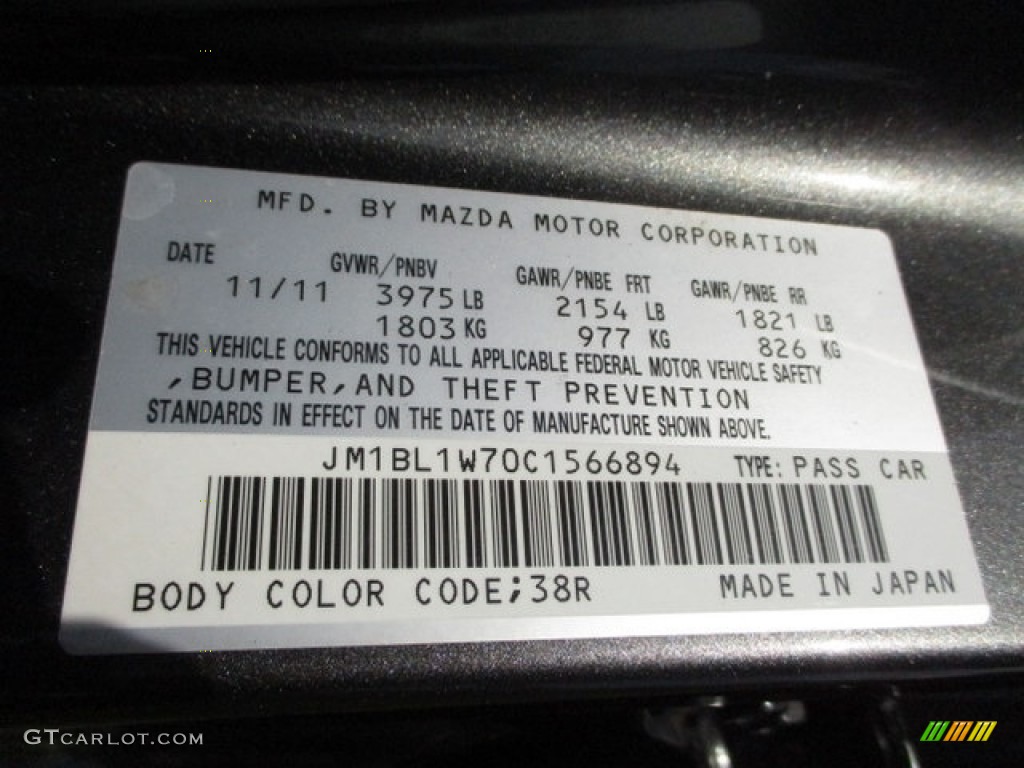 MFD. BY MAZDA MOTOR CORPORATION
DATE GVWR/PNBV GAWR/PNBE FRT GAWR/PNBE RR
11/11 3975 LB 2154 LB 1821 LB
1803 KG 977 KG 826 KG
THIS VEHICLE CONFORMS TO ALL APPLICABLE FEDERAL MOTOR VEHICLE SAFETY
,BUMPER,AND THEFT PREVENTION
STANDARDS IN EFFECT ON THE DATE OF MANUFACTURE SHOWN ABOVE.
JM1BL1W70C1566894 TYPE: PASS CAR
BODY COLOR CODE;38R MADE IN JAPAN
GTCARLOT.COM